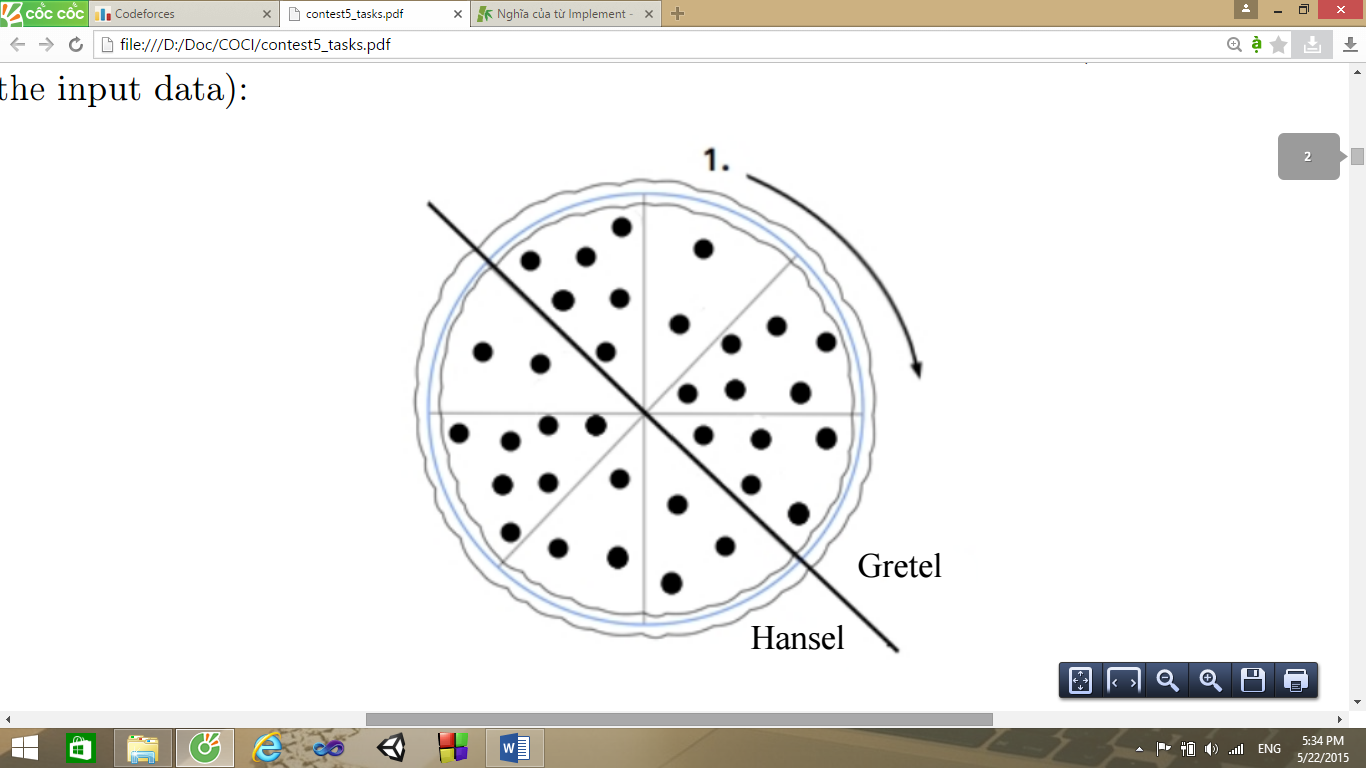 cốc cốc
Codeforces
contest5_tasks.pdf
Nghĩa của từ Implement -
file:///D:/Doc/COCI/contest5_tasks.pdf
the input data):
1.
2
Gretel
Hansel
ENG
5:34 PM
5/22/2015